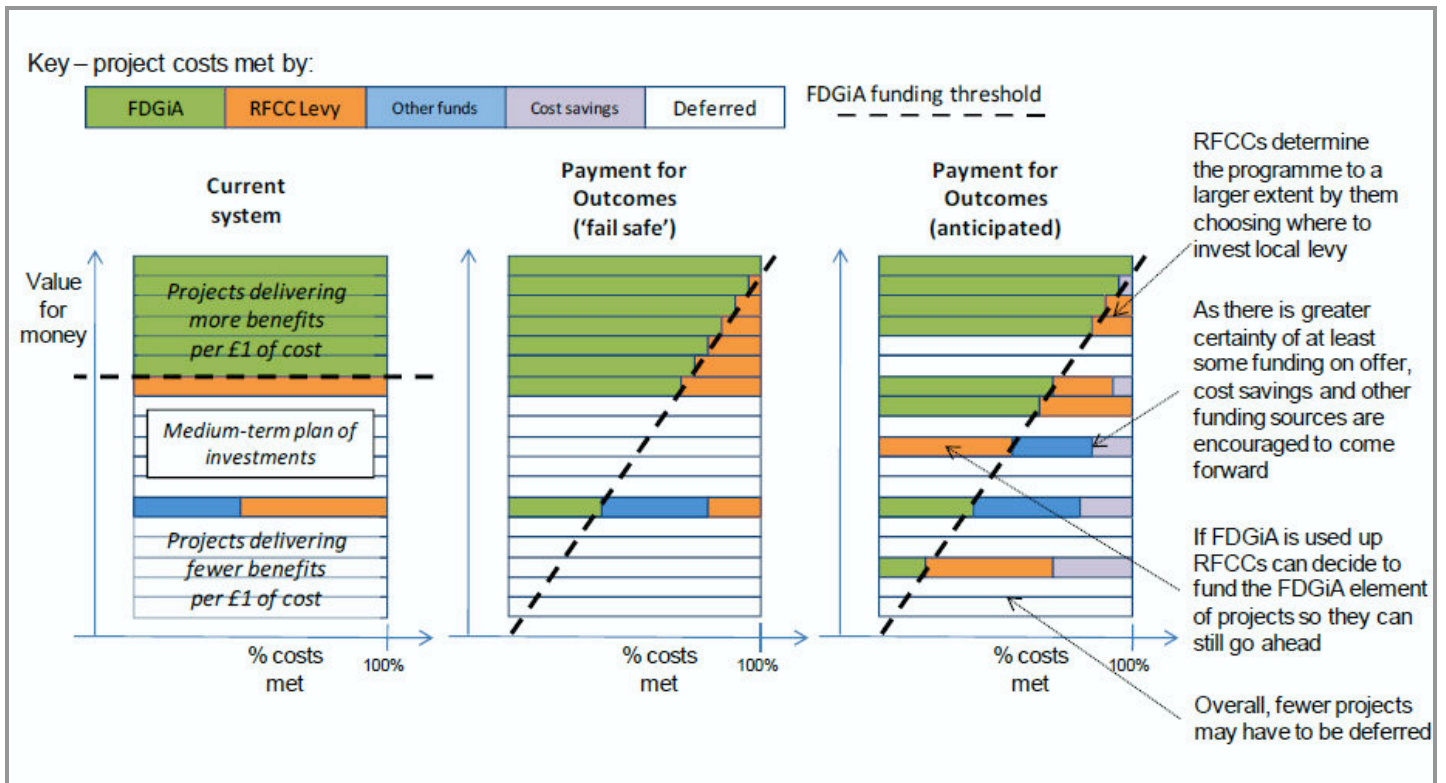 Key – project costs met by:
FDGiA
RFCC Levy
Other funds
Cost savings
Deferred
FDGiA funding threshold
Current
system
Value
for
money
Projects delivering
more benefits
per £1 of cost
Medium-term plan of
investments
Projects delivering
fewer benefits
per £1 of cost
% costs
met
100%
Payment for
Outcomes
('fail safe')
% costs
met
100%
Payment for
Outcomes
(anticipated)
% costs
met
100%
RFCCs determine
the programme to a
larger extent by them
choosing where to
invest local levy
As there is greater
certainty of at least
some funding on offer,
cost savings and other
funding sources are
encouraged to come
forward
If FDGiA is used up
RFCCs can decide to
fund the FDGiA element
of projects so they can
still go ahead
Overall, fewer projects
may have to be deferred